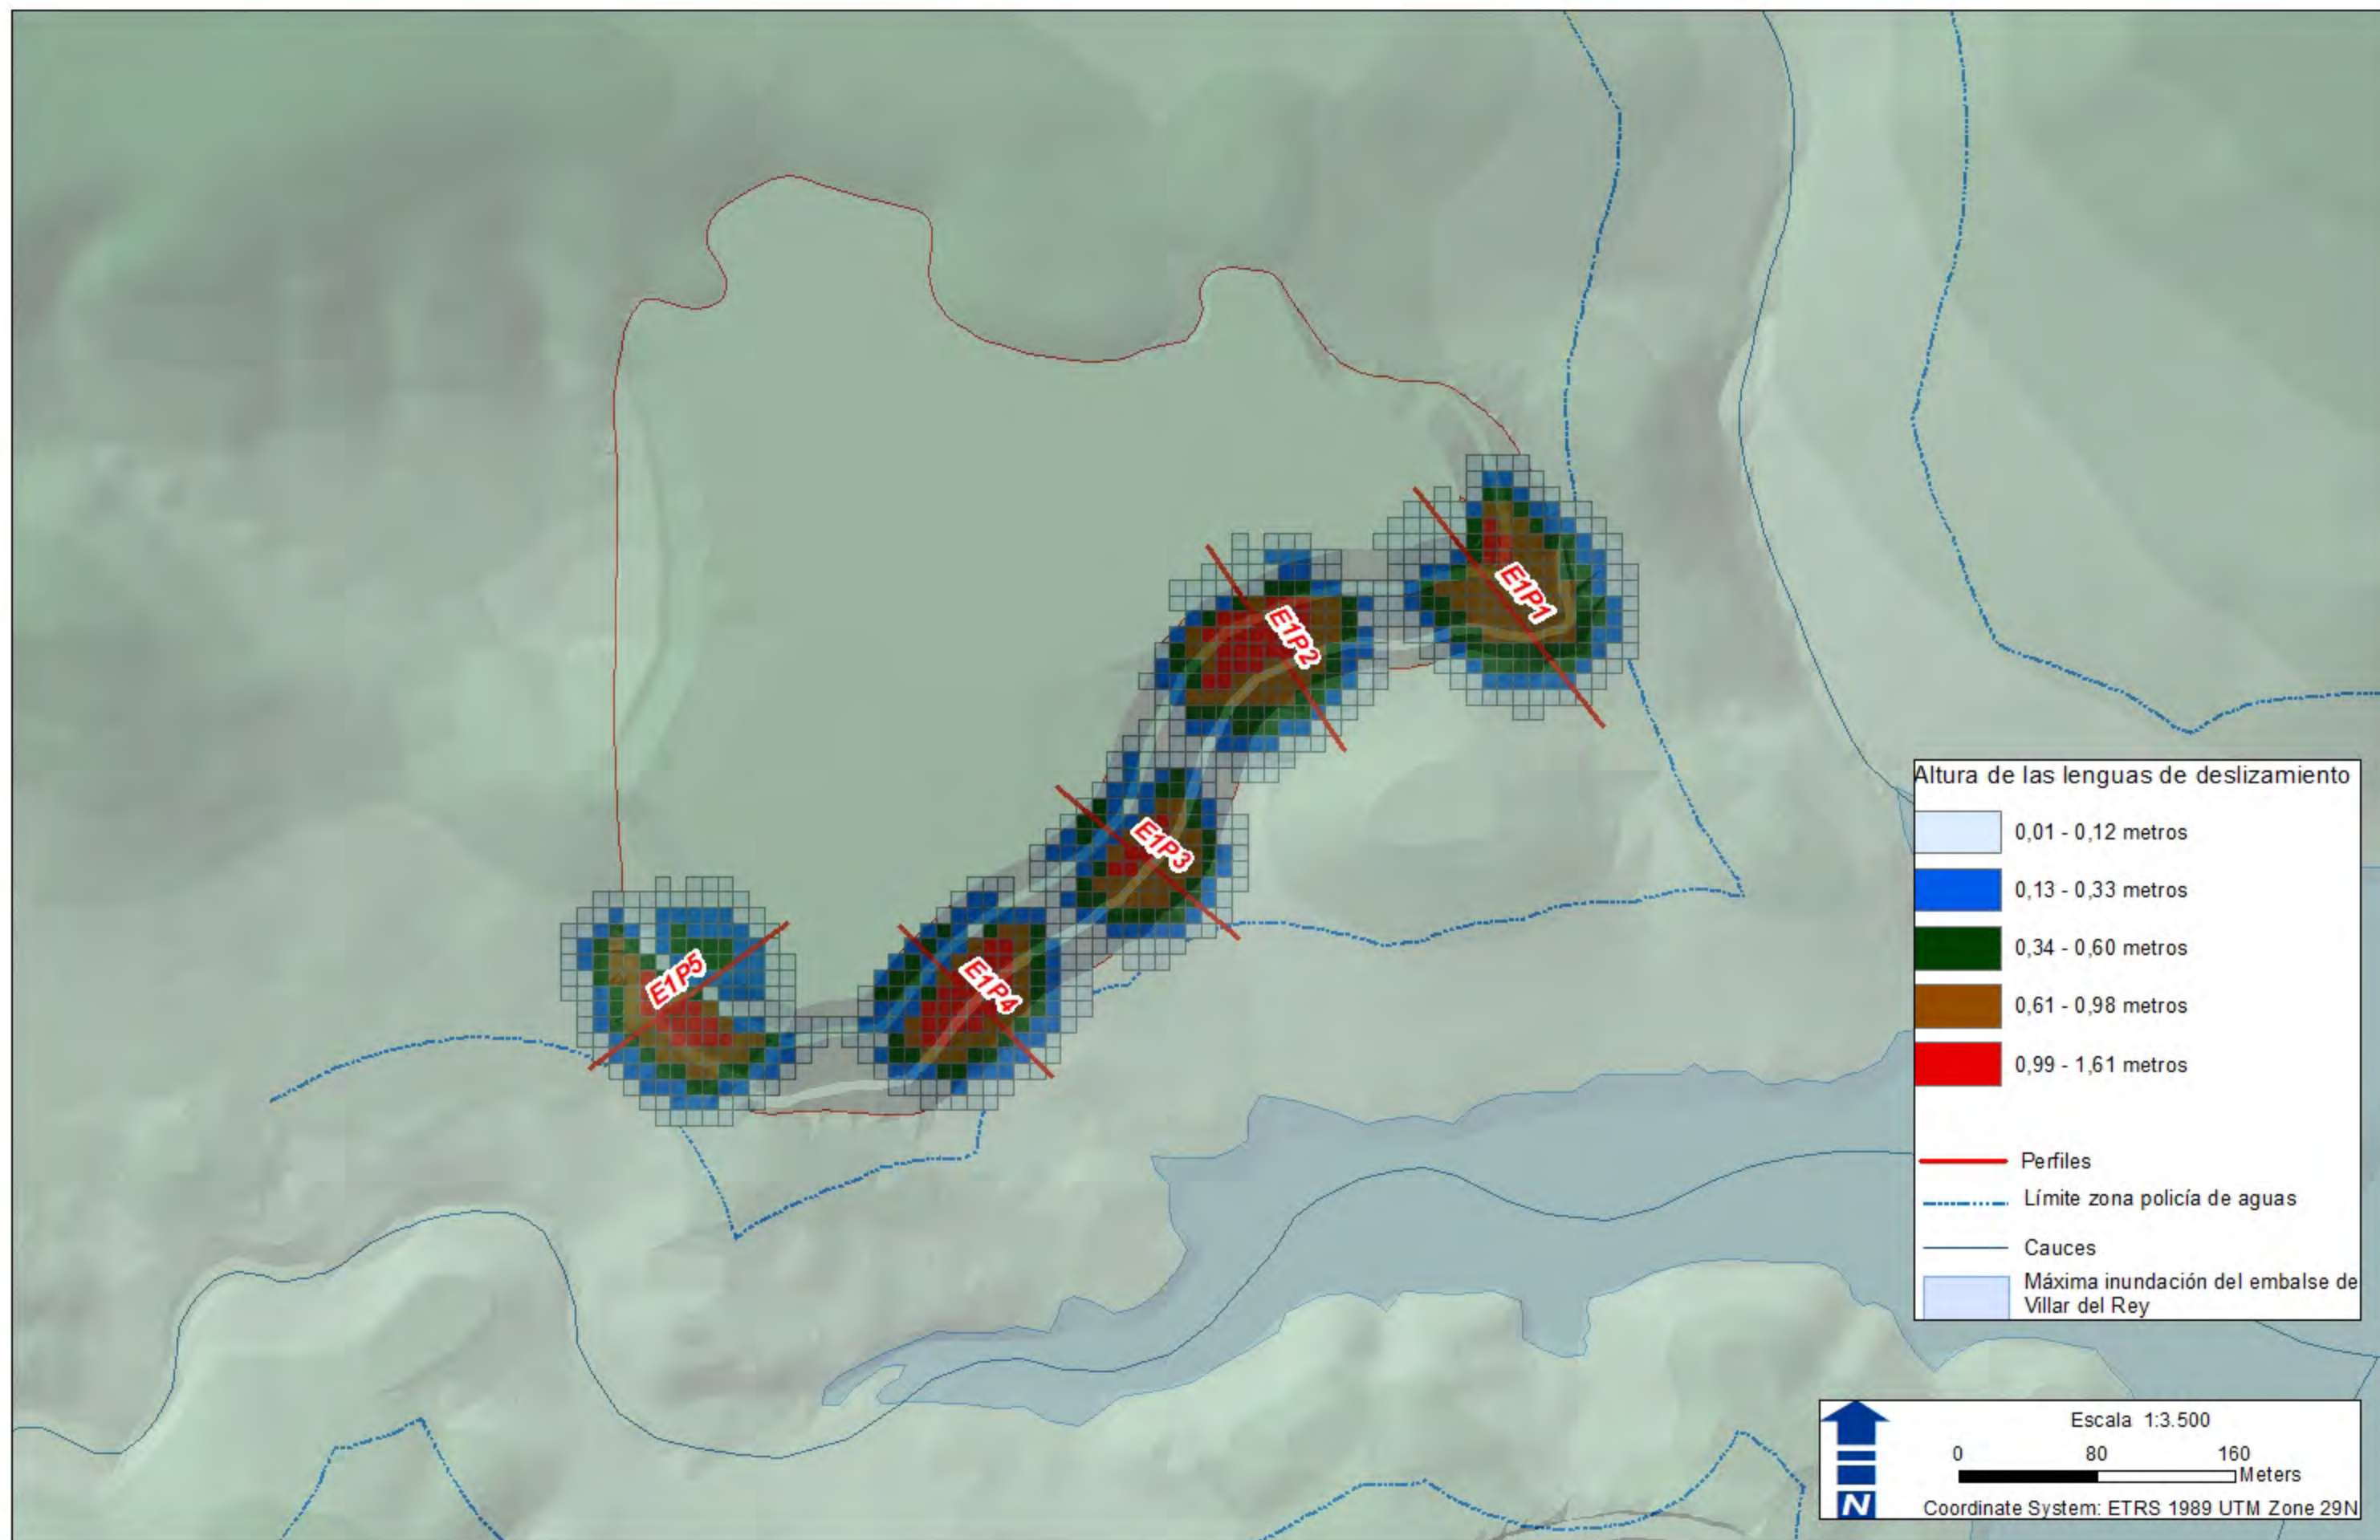 E1P1
E1P2
E1P3
E1P4
E1P5
Altura de las lenguas de deslizamiento
0,01 - 0,12 metros
0,13 - 0,33 metros
0,34 - 0,60 metros
0,61 - 0,98 metros
0,99 - 1,61 metros
Perfiles
Límite zona policía de aguas
Cauces
Máxima inundación del embalse de
Villar del Rey
Escala 1:3.500
0 80 160
Meters
N
Coordinate System: ETRS 1989 UTM Zone 29N